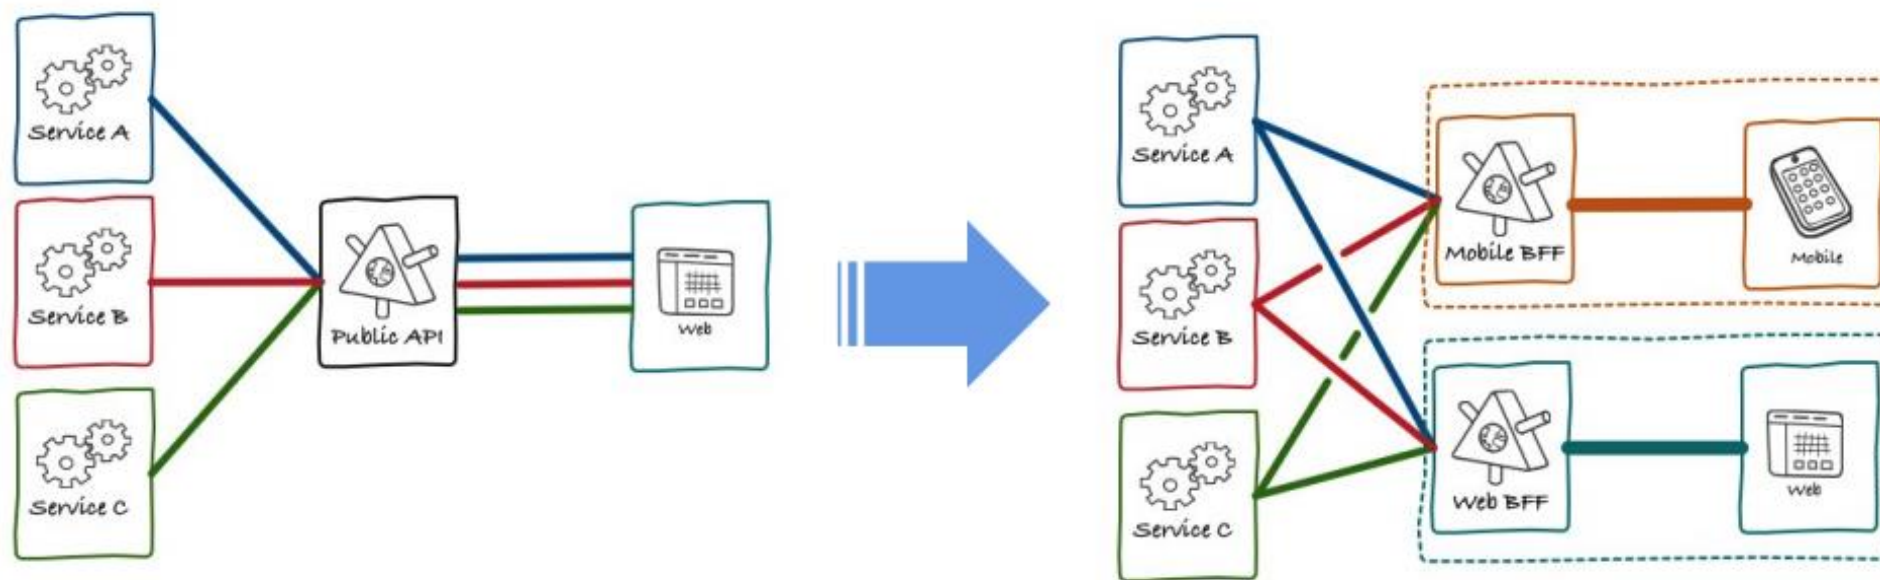 Service A
Service B
Service C
Public API
Web
Service A
Service B
Service C
Mobile BFF
Mobile
Web BFF
Web